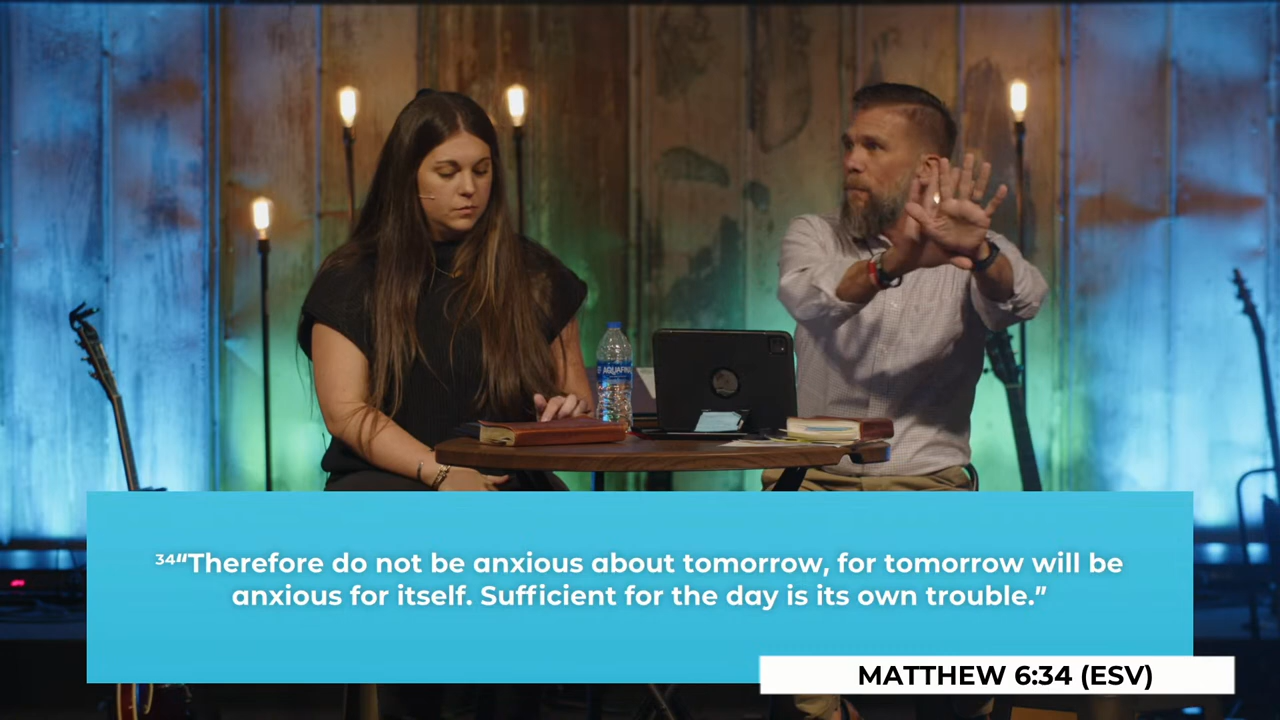 AQUAFINA
³⁴“Therefore do not be anxious about tomorrow, for tomorrow will be
anxious for itself. Sufficient for the day is its own trouble.”
MATTHEW 6:34 (ESV)